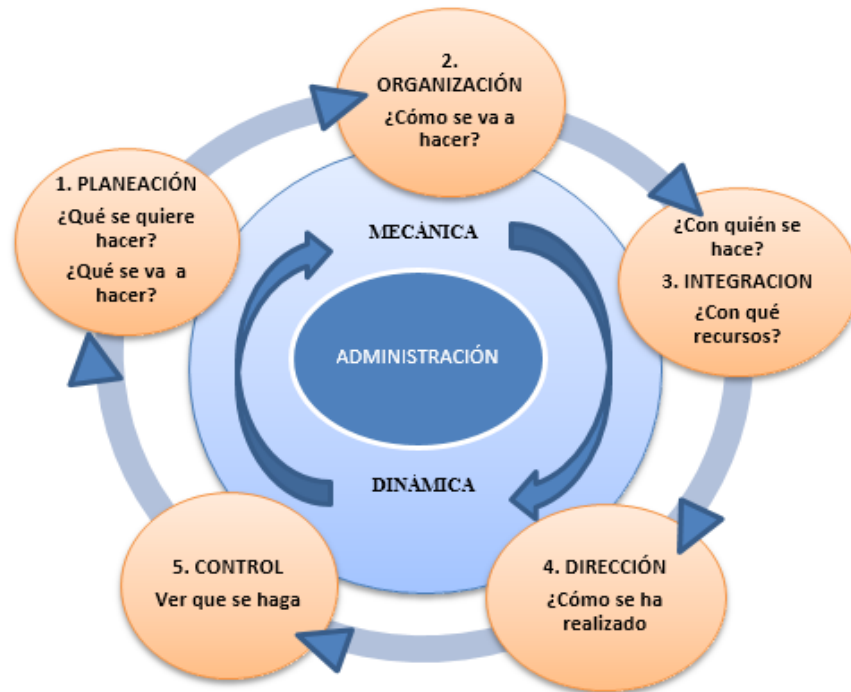 2.
ORGANIZACIÓN
¿Cómo se va a
hacer?
1. PLANEACIÓN
¿Qué se quiere
hacer?
¿Qué se va a
hacer?
MECÁNICA
¿Con quién se
hace?
3. INTEGRACION
¿Con qué
recursos?
ADMINISTRACIÓN
DINÁMICA
5. CONTROL
Ver que se haga
4. DIRECCIÓN
¿Cómo se ha
realizado